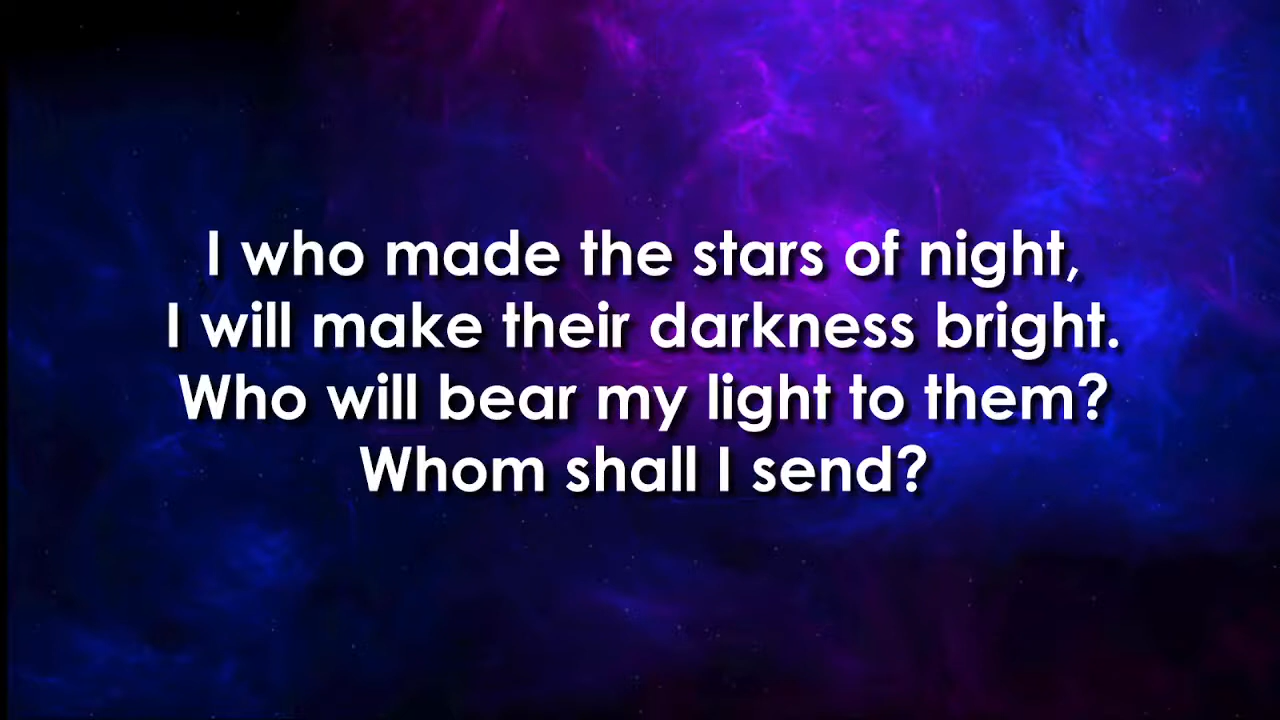 I who made the stars of night,
I will make their darkness bright.
Who will bear my light to them?
Whom shall I send?